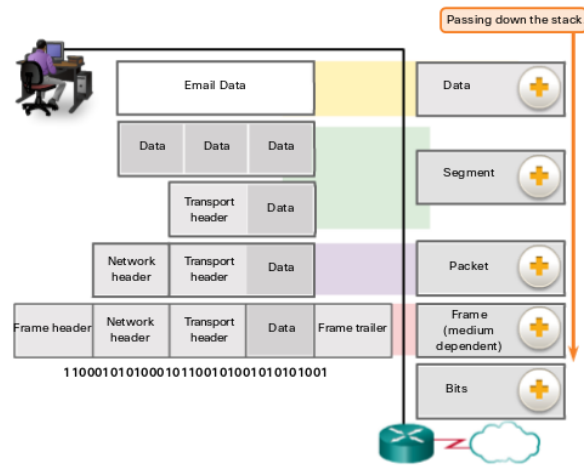 Passing down the stack
Email Data
Data
Data
Data
Data
Segment
Transport
header
Data
Network
header
Transport
header
Data
Packet
Frame header
Network
header
Transport
header
Data
Frame trailer
Frame
(medium
dependent)
1100010101000101100101001010101001
Bits